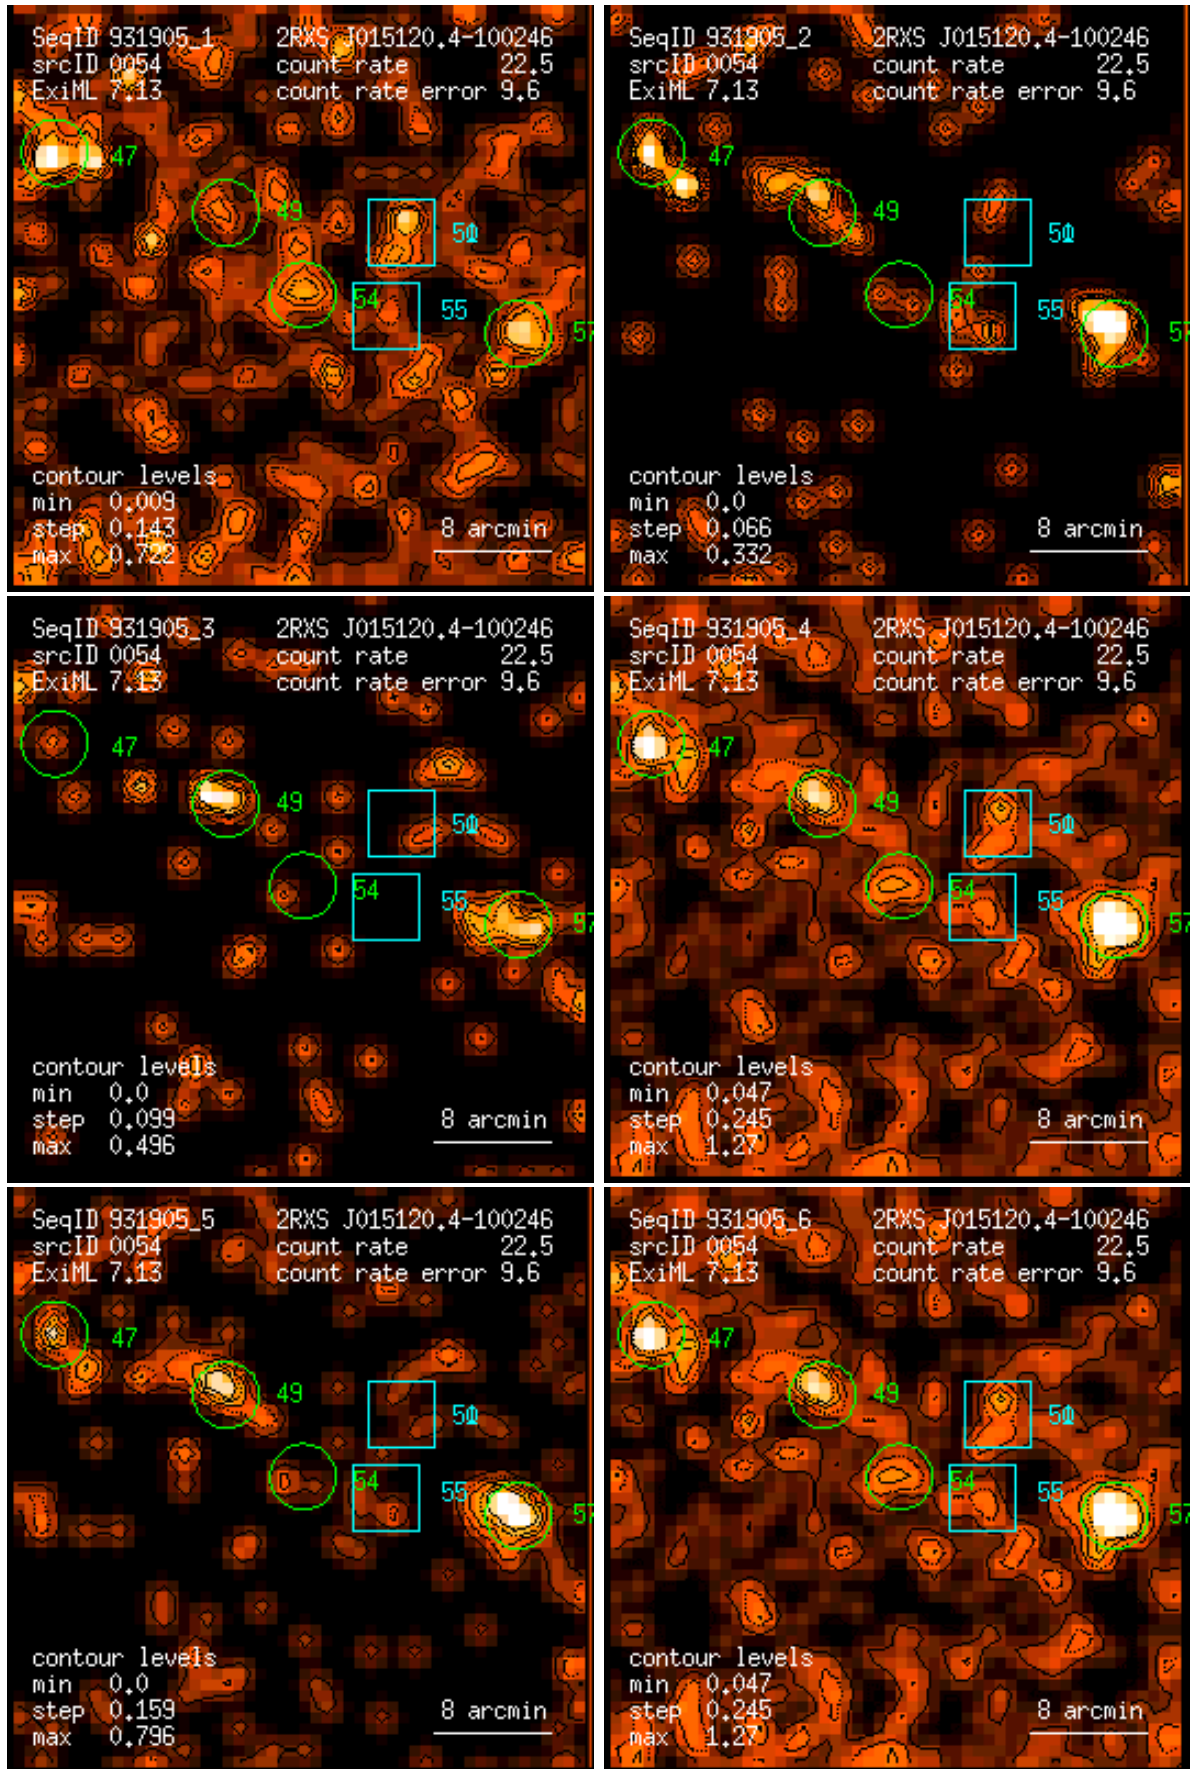 SeqID 931905_1 2RXS J015120.4-100246
srcID 0054 count rate 22.5
ExiML 7.13 count rate error 9.6
47
49
50
54
55
57
contour levels
min 0.009
step 0.143
max 0.722
8 arcmin
SeqID 931905_2 2RXS J015120.4-100246
srcID 0054 count rate 22.5
ExiML 7.13 count rate error 9.6
47
49
54
55
57
contour levels
min 0.0
step 0.066
max 0.332
8 arcmin
SeqID 931905_3 2RXS J015120.4-100246
srcID 0054 count rate 22.5
ExiML 7.13 count rate error 9.6
47
49
54
55
57
contour levels
min 0.0
step 0.099
max 0.496
8 arcmin
SeqID 931905_4 2RXS J015120.4-100246
srcID 0054 count rate 22.5
ExiML 7.13 count rate error 9.6
47
49
54
55
57
contour levels
min 0.047
step 0.245
max 1.27
8 arcmin
SeqID 931905_5 2RXS J015120.4-100246
srcID 0054 count rate 22.5
ExiML 7.13 count rate error 9.6
47
49
54
55
57
contour levels
min 0.0
step 0.159
max 0.796
8 arcmin
SeqID 931905_6 2RXS J015120.4-100246
srcID 0054 count rate 22.5
ExiML 7.13 count rate error 9.6
47
49
54
55
57
contour levels
min 0.047
step 0.245
max 1.27
8 arcmin